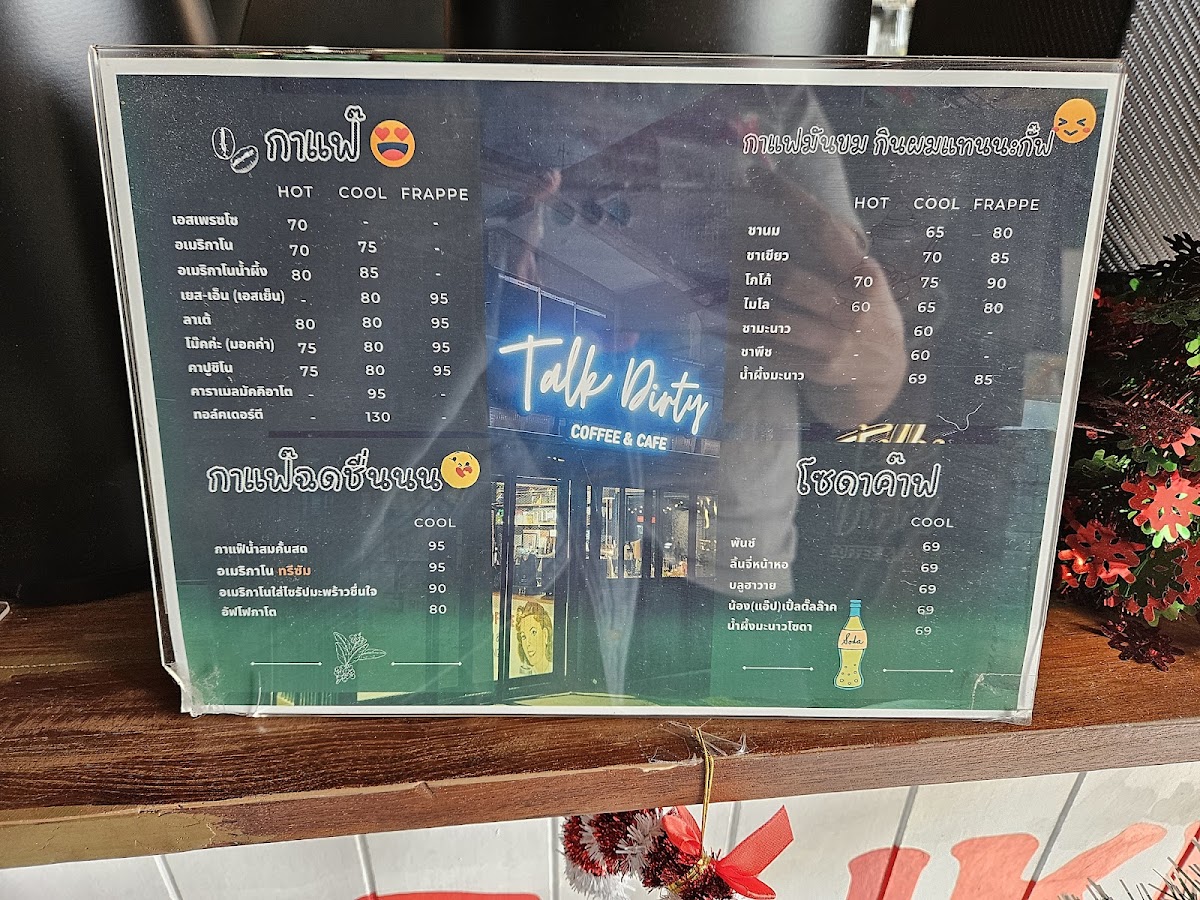 กาแฟ๊
HOT COOL FRAPPE
เอสเพรซโซ 70 - -
อเมริกาโน 70 75 -
อเมริกาโนน้ำผึ้ง 80 85 -
เยส-เอ็น (เอสเย็น) - 80 95
ลาเต้ 80 80 95
โม๊คค่ะ (มอคค่า) 75 80 95
คาปูชิโน 75 80 95
คาราเมลมัคคิอาโต - 95 -
ทอล์คเดอร์ตี - 130
กาแฟ๊ฉดชื่นนน
COOL
กาแฟ๊น้ำสมคั้นสด 95
อเมริกาโน ทรีซัม 95
อเมริกาโนใส่ไซรัปมะพร้าวยื่นใจ 90
อัฟโฟกาโต 80
Talk Dirty
COFFEE & CAFE
กาแฟมันขม กินผมแทนนะกั๊ฟ
HOT COOL FRAPPE
ชานม - 65 80
ชาเขียว - 70 85
โกโก้ 70 75 90
ไมโล 60 65 80
ชามะนาว - 60 -
ชาพีช - 60 -
น้ำผึ้งมะนาว 69 85
โซดาค๊าฟ
COOL
พันช์ 69
ลิ้นจี่หน้าหอ 69
บลูฮาวาย 69
น้อง(แอ๊ป)เปิ้ลตั๊ลล๊าค 69
น้ำผึ้งมะนาวโซดา 69
Soda